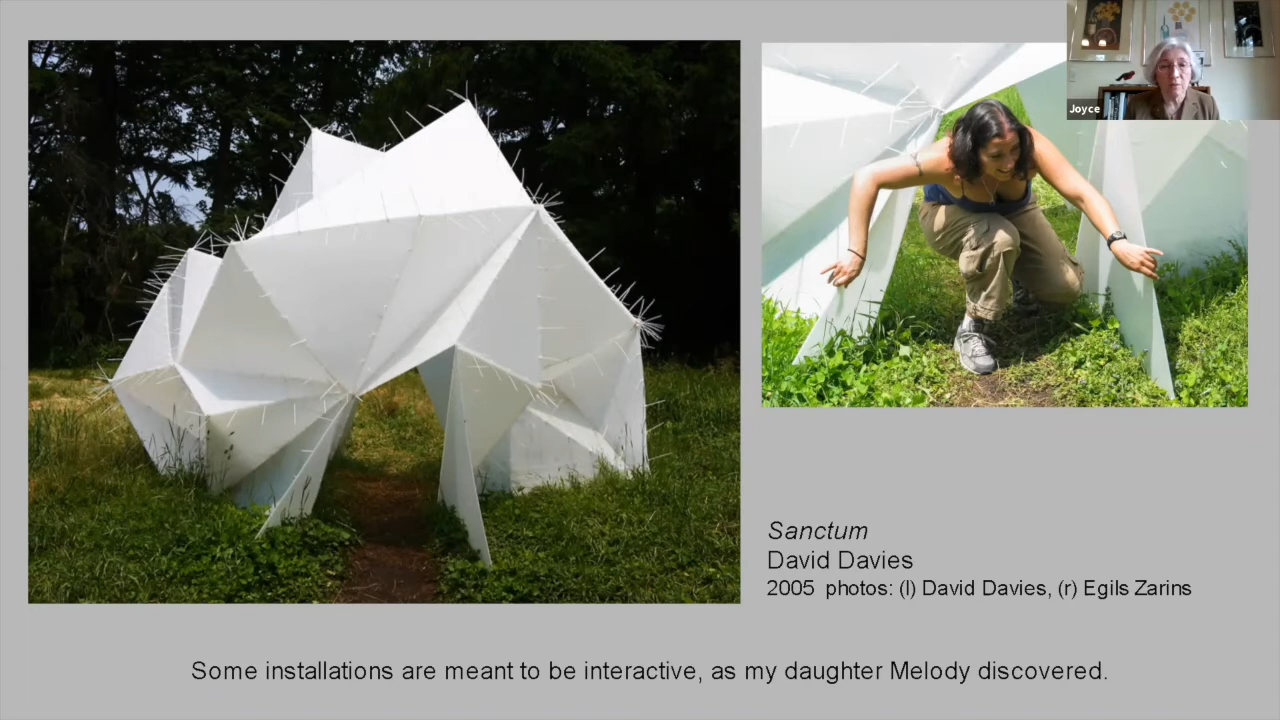 Joyce
Sanctum
David Davies
2005 photos: (l) David Davies, (r) Egils Zarins
Some installations are meant to be interactive, as my daughter Melody discovered.